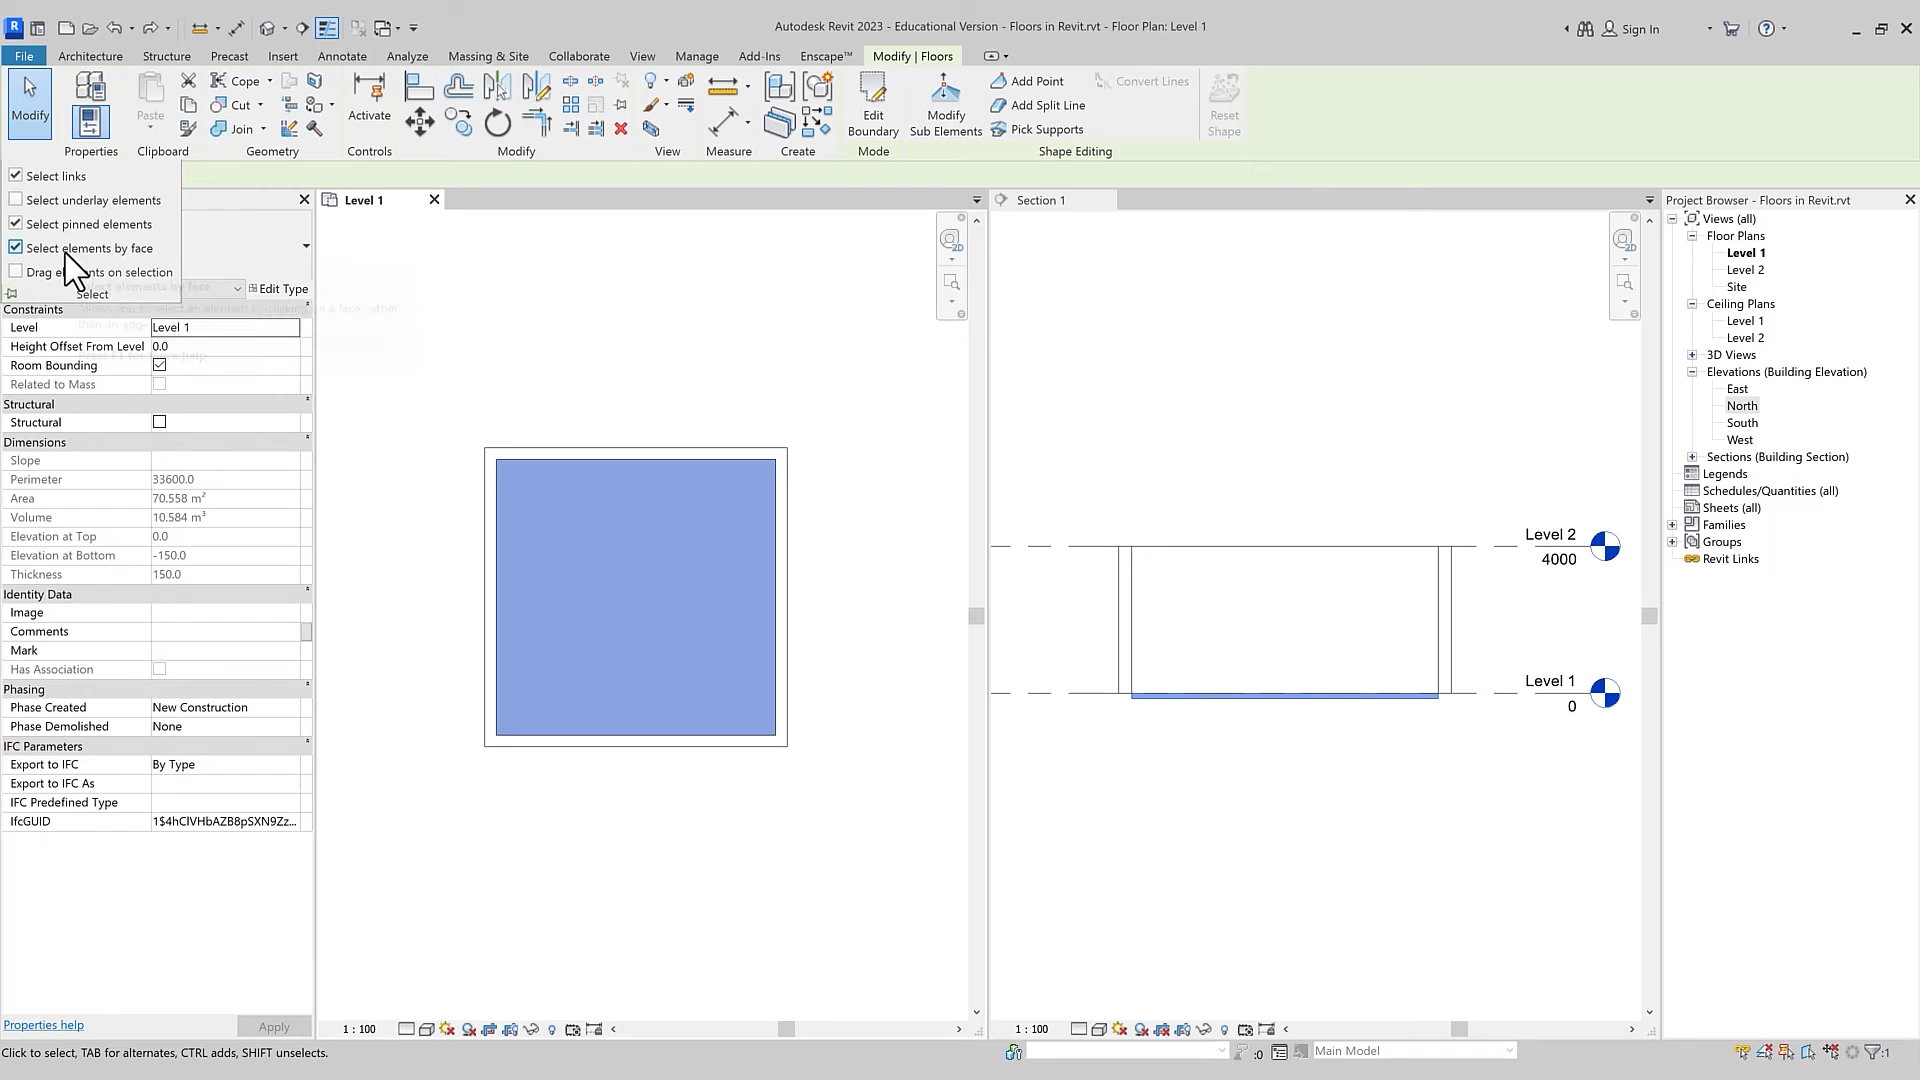 Autodesk Revit 2023 - Educational Version - Floors in Revit.rvt - Floor Plan: Level 1
Sign In
File Architecture Structure Precast Insert Annotate Analyze Massing & Site Collaborate View Manage Add-Ins Enscape™ Modify | Floors
Modify
Paste
Cope
Cut
Join
Activate
Edit Boundary
Modify Sub Elements
Add Point
Add Split Line
Pick Supports
Convert Lines
Reset Shape
Properties Clipboard Geometry Controls Modify View Measure Create Mode Shape Editing
Select links
Select underlay elements
Select pinned elements
Select elements by face
Drag elements on selection
Select
Edit Type
Constraints
Level Level 1
Height Offset From Level 0.0
Room Bounding
Related to Mass
Structural
Structural
Dimensions
Slope
Perimeter 33600.0
Area 70.558 m²
Volume 10.584 m³
Elevation at Top 0.0
Elevation at Bottom -150.0
Thickness 150.0
Identity Data
Image
Comments
Mark
Has Association
Phasing
Phase Created New Construction
Phase Demolished None
IFC Parameters
Export to IFC By Type
Export to IFC As
IFC Predefined Type
IfcGUID 1$4hClVHbAZB8pSXN9Zz...
Properties help
Apply
Level 1
2D
1 : 100
Section 1
2D
Level 2
4000
Level 1
0
1 : 100
Project Browser - Floors in Revit.rvt
Views (all)
Floor Plans
Level 1
Level 2
Site
Ceiling Plans
Level 1
Level 2
3D Views
Elevations (Building Elevation)
East
North
South
West
Sections (Building Section)
Legends
Schedules/Quantities (all)
Sheets (all)
Families
Groups
Revit Links
Click to select, TAB for alternates, CTRL adds, SHIFT unselects.
:0
Main Model
:1